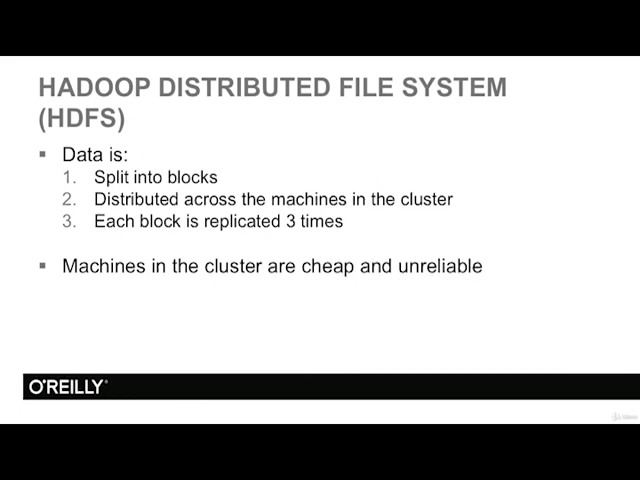 HADOOP DISTRIBUTED FILE SYSTEM
(HDFS)
▪ Data is:
1. Split into blocks
2. Distributed across the machines in the cluster
3. Each block is replicated 3 times
▪ Machines in the cluster are cheap and unreliable
O'REILLY®